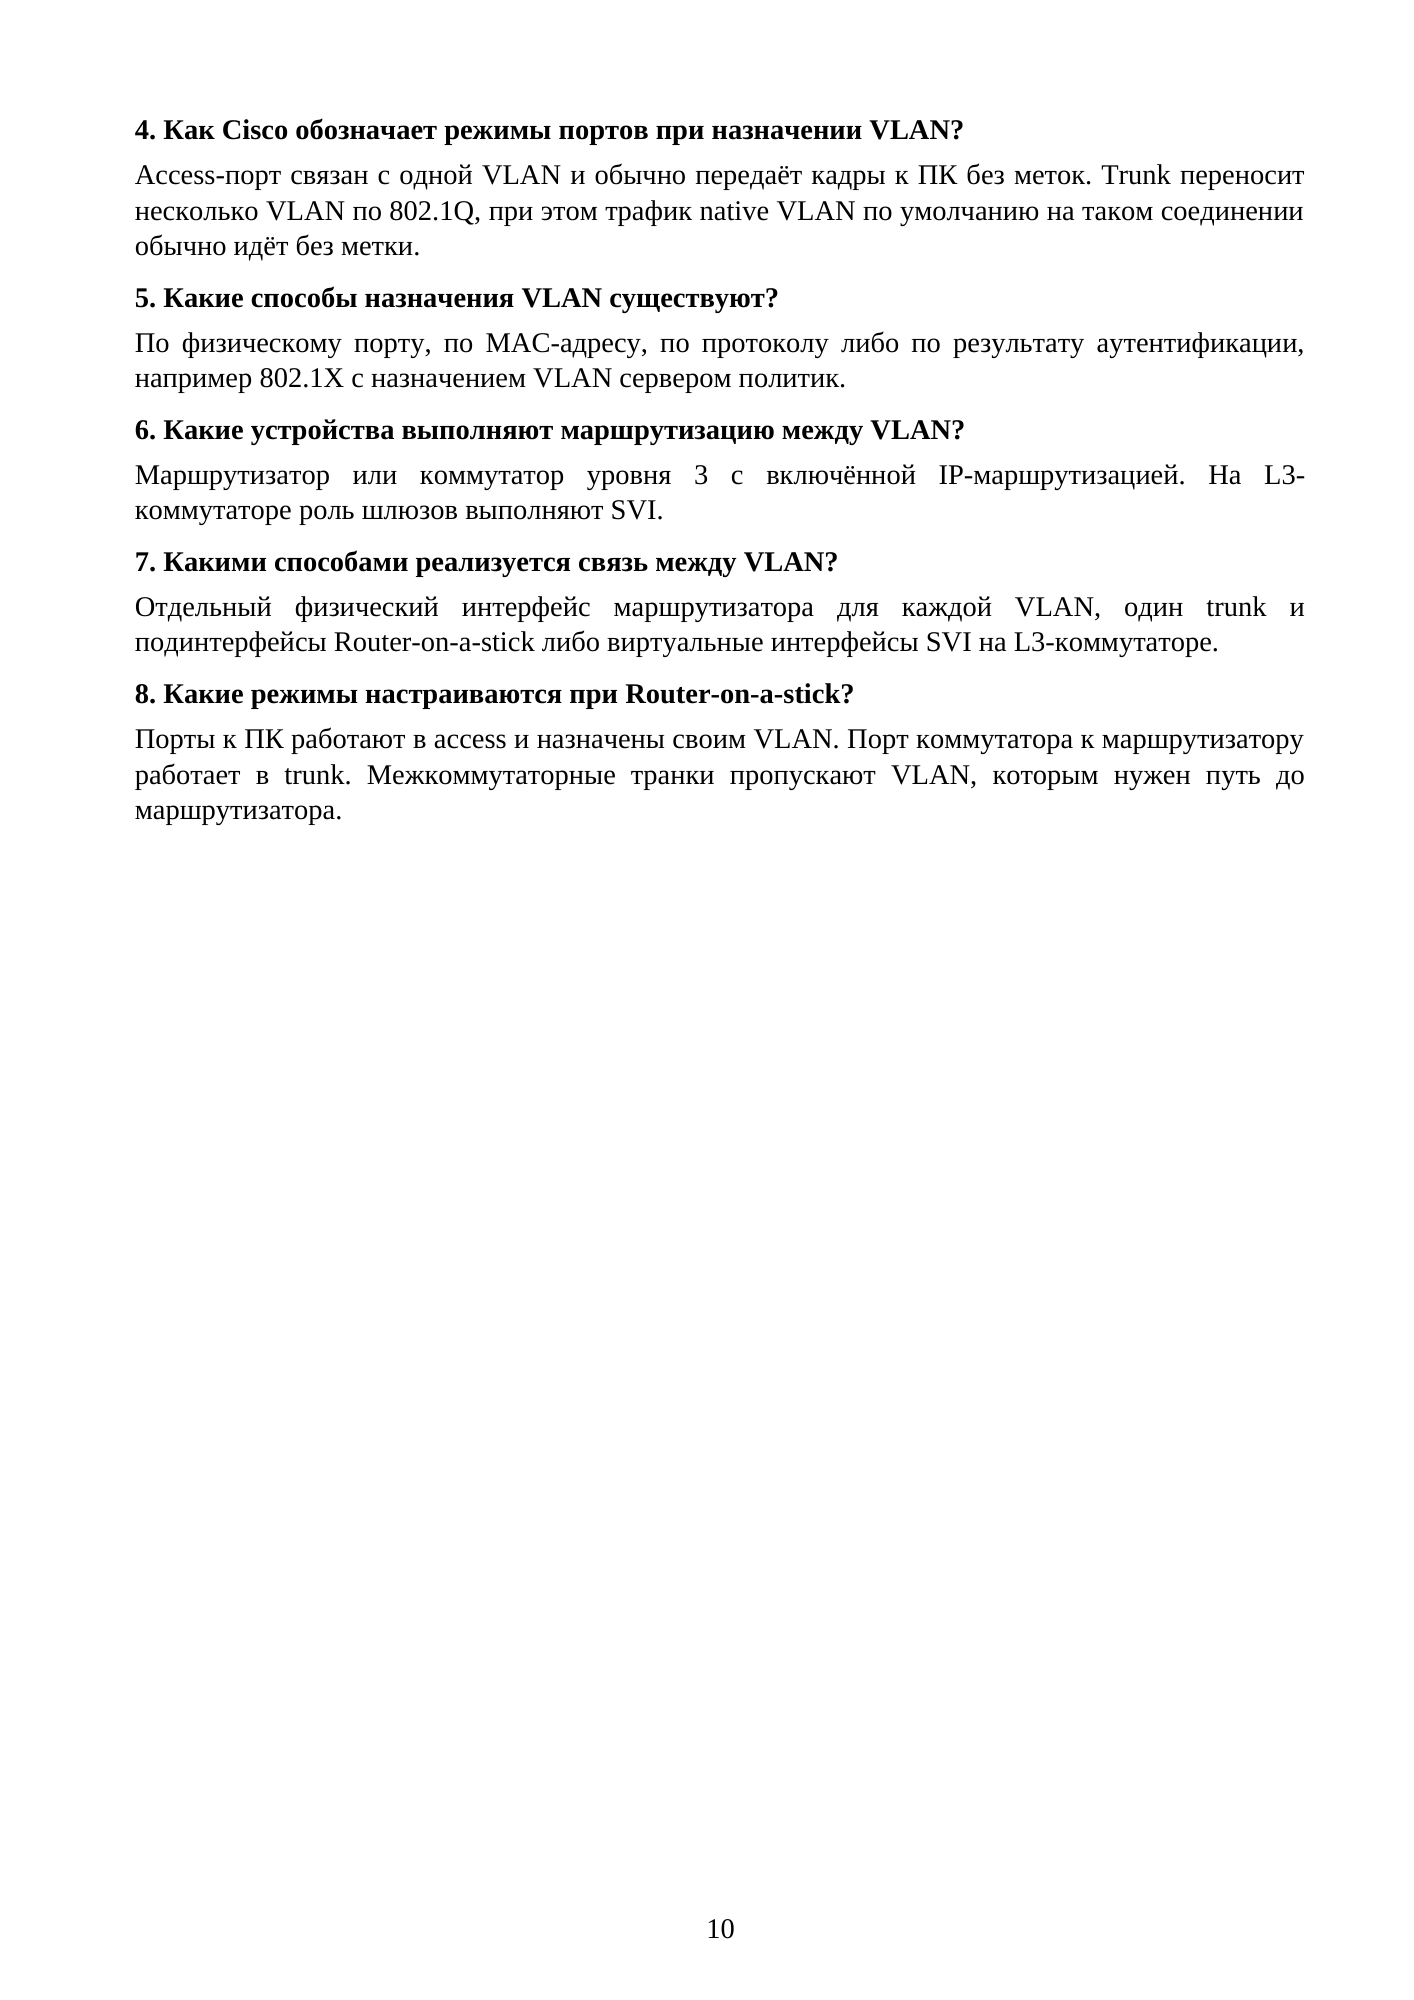 4. Как Cisco обозначает режимы портов при назначении VLAN?
Access-порт связан с одной VLAN и обычно передаёт кадры к ПК без меток. Trunk переносит
несколько VLAN по 802.1Q, при этом трафик native VLAN по умолчанию на таком соединении
обычно идёт без метки.
5. Какие способы назначения VLAN существуют?
По физическому порту, по MAC-адресу, по протоколу либо по результату аутентификации,
например 802.1X с назначением VLAN сервером политик.
6. Какие устройства выполняют маршрутизацию между VLAN?
Маршрутизатор или коммутатор уровня 3 с включённой IP-маршрутизацией. На L3-
коммутаторе роль шлюзов выполняют SVI.
7. Какими способами реализуется связь между VLAN?
Отдельный физический интерфейс маршрутизатора для каждой VLAN, один trunk и
подинтерфейсы Router-on-a-stick либо виртуальные интерфейсы SVI на L3-коммутаторе.
8. Какие режимы настраиваются при Router-on-a-stick?
Порты к ПК работают в access и назначены своим VLAN. Порт коммутатора к маршрутизатору
работает в trunk. Межкоммутаторные транки пропускают VLAN, которым нужен путь до
маршрутизатора.
10